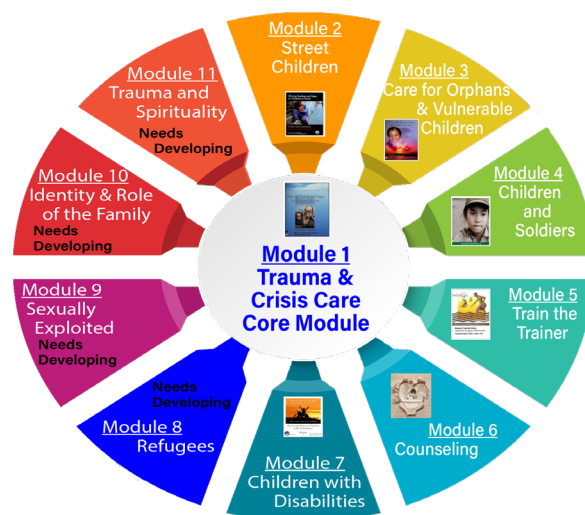 Module 1
Trauma &
Crisis Care
Core Module
Module 2
Street
Children
Module 3
Care for Orphans
& Vulnerable
Children
Module 4
Children
and
Soldiers
Module 5
Train the
Trainer
Module 6
Counseling
Module 7
Children with
Disabilities
Needs
Developing
Module 8
Refugees
Module 9
Sexually
Exploited
Needs
Developing
Module 10
Identity & Role
of the Family
Needs
Developing
Module 11
Trauma and
Spirituality
Needs
Developing